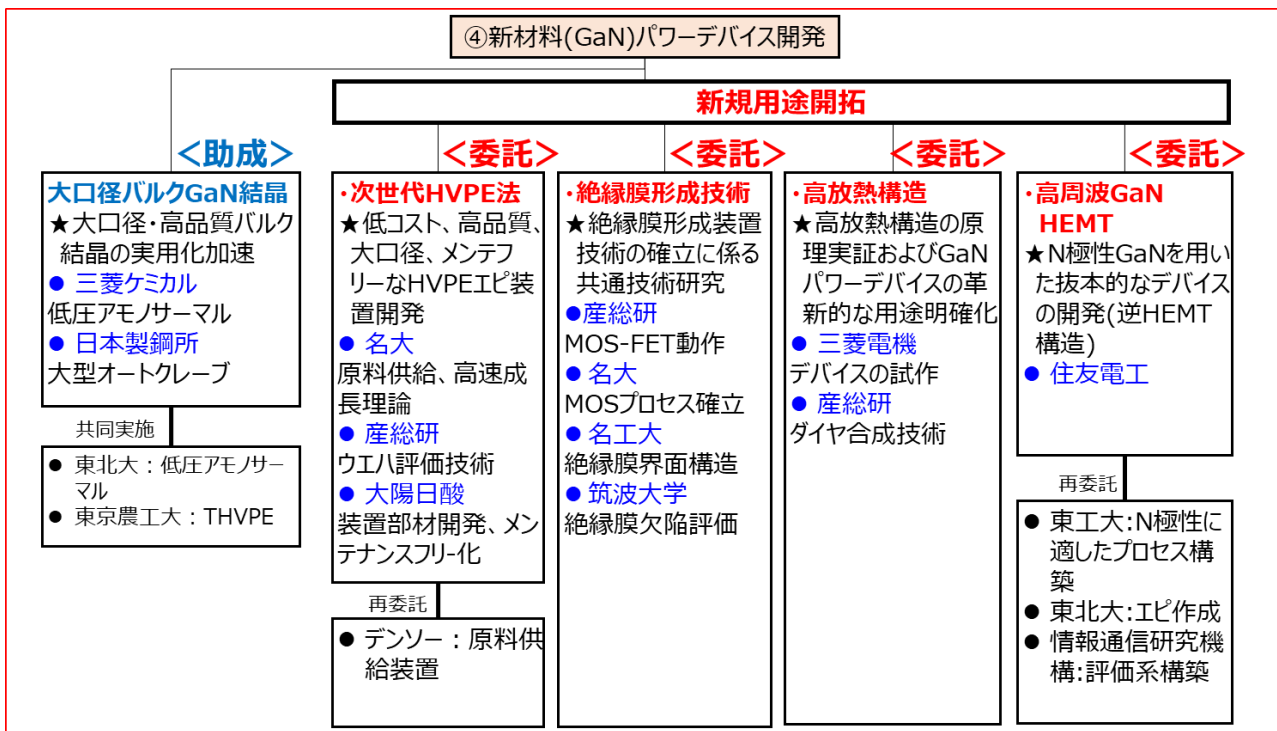 ④新材料(GaN)パワーデバイス開発
新規用途開拓
＜助成＞
大口径バルクGaN結晶
★大口径・高品質バルク
結晶の実用化加速
● 三菱ケミカル
低圧アモノサーマル
● 日本製鋼所
大型オートクレーブ
共同実施
● 東北大：低圧アモノサー
マル
● 東京農工大：THVPE
＜委託＞
・次世代HVPE法
★低コスト、高品質、
大口径、メンテフ
リーなHVPEエピ装
置開発
● 名大
原料供給、高速成
長理論
● 産総研
ウエハ評価技術
● 大陽日酸
装置部材開発、メン
テナンスフリー化
再委託
● デンソー：原料供
給装置
＜委託＞
・絶縁膜形成技術
★絶縁膜形成装置
技術の確立に係る
共通技術研究
●産総研
MOS-FET動作
● 名大
MOSプロセス確立
● 名工大
絶縁膜界面構造
● 筑波大学
絶縁膜欠陥評価
＜委託＞
・高放熱構造
★高放熱構造の原
理実証およびGaN
パワーデバイスの革
新的な用途明確化
● 三菱電機
デバイスの試作
● 産総研
ダイヤ合成技術
＜委託＞
・高周波GaN
HEMT
★N極性GaNを用い
た抜本的なデバイス
の開発(逆HEMT
構造)
● 住友電工
再委託
● 東工大:N極性に
適したプロセス構
築
● 東北大:エピ作成
● 情報通信研究機
構:評価系構築